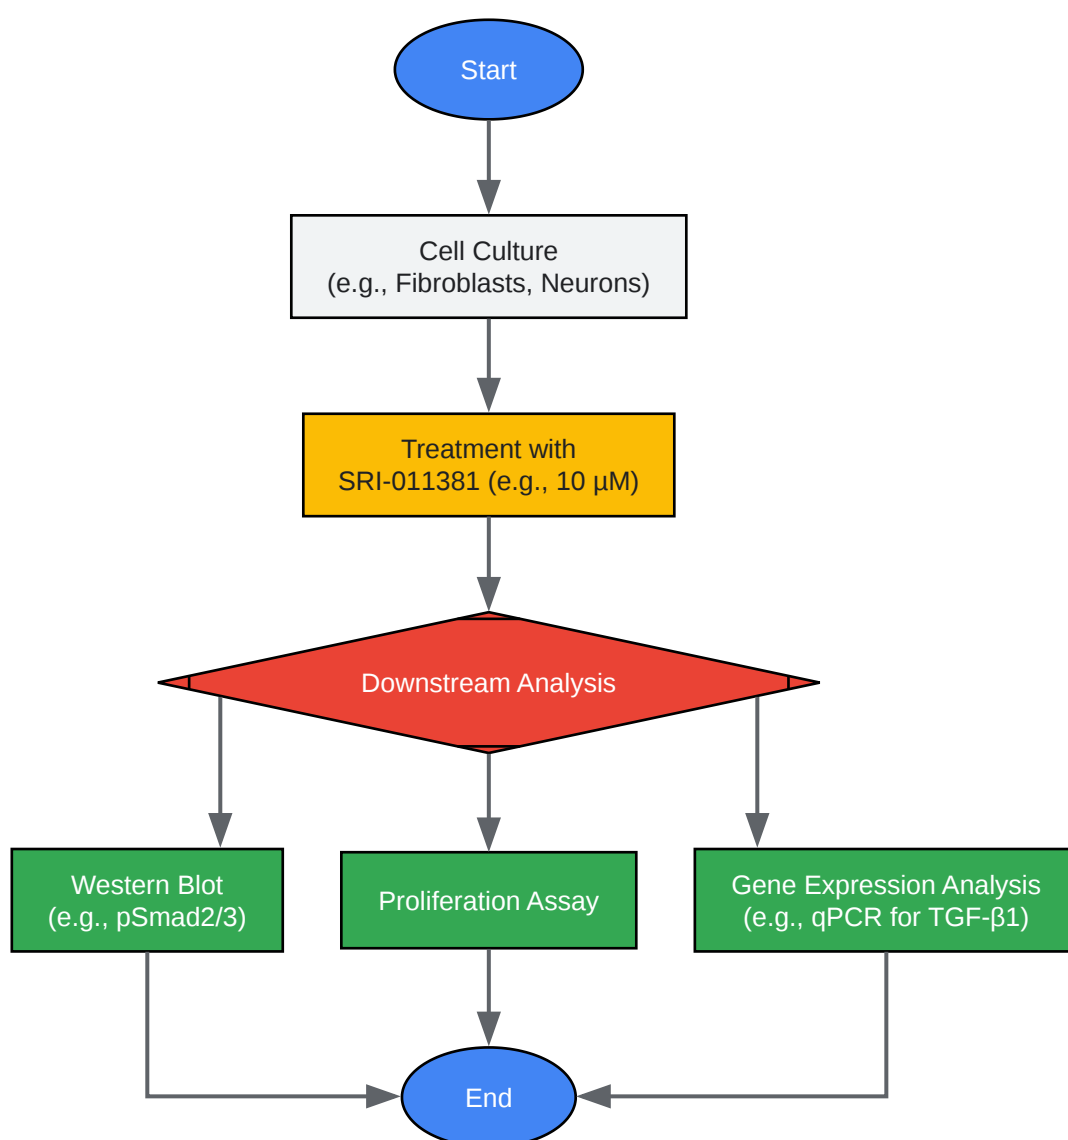 Start
Cell Culture
(e.g., Fibroblasts, Neurons)
Treatment with
SRI-011381 (e.g., 10 µM)
Downstream Analysis
Western Blot
(e.g., pSmad2/3)
Proliferation Assay
Gene Expression Analysis
(e.g., qPCR for TGF-β1)
End